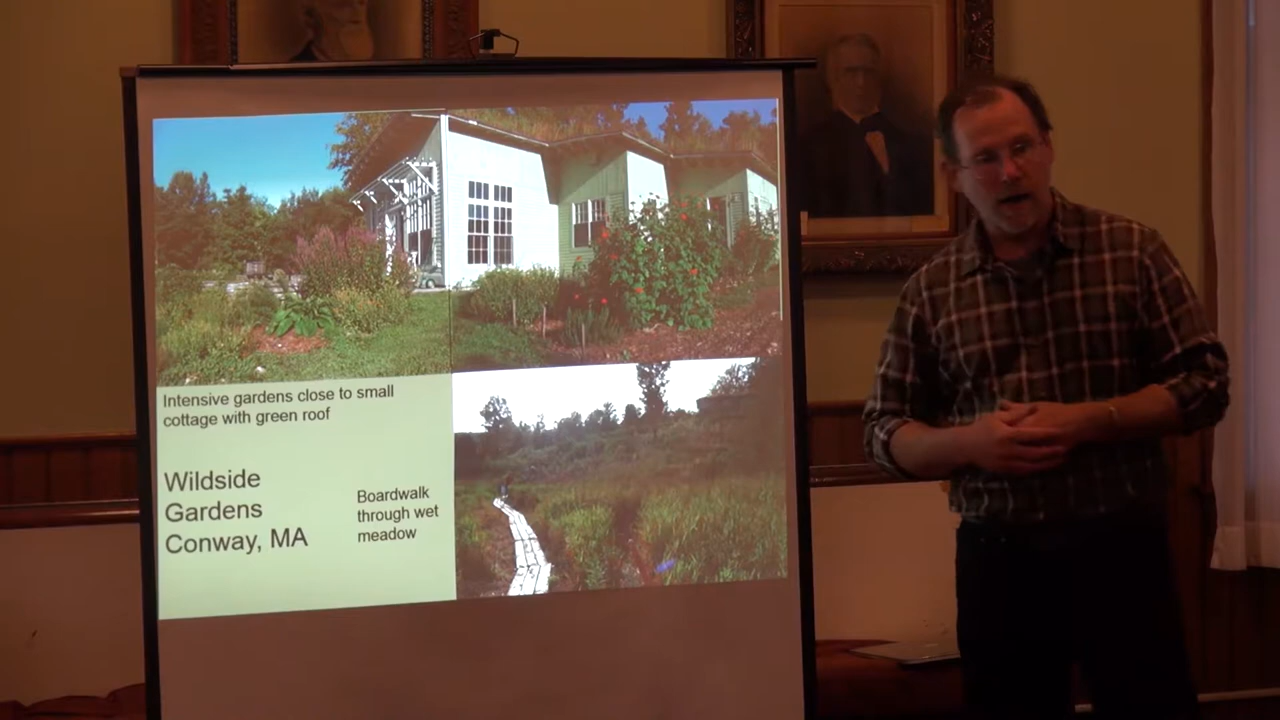 Intensive gardens close to small
cottage with green roof
Wildside
Gardens
Conway, MA
Boardwalk
through wet
meadow